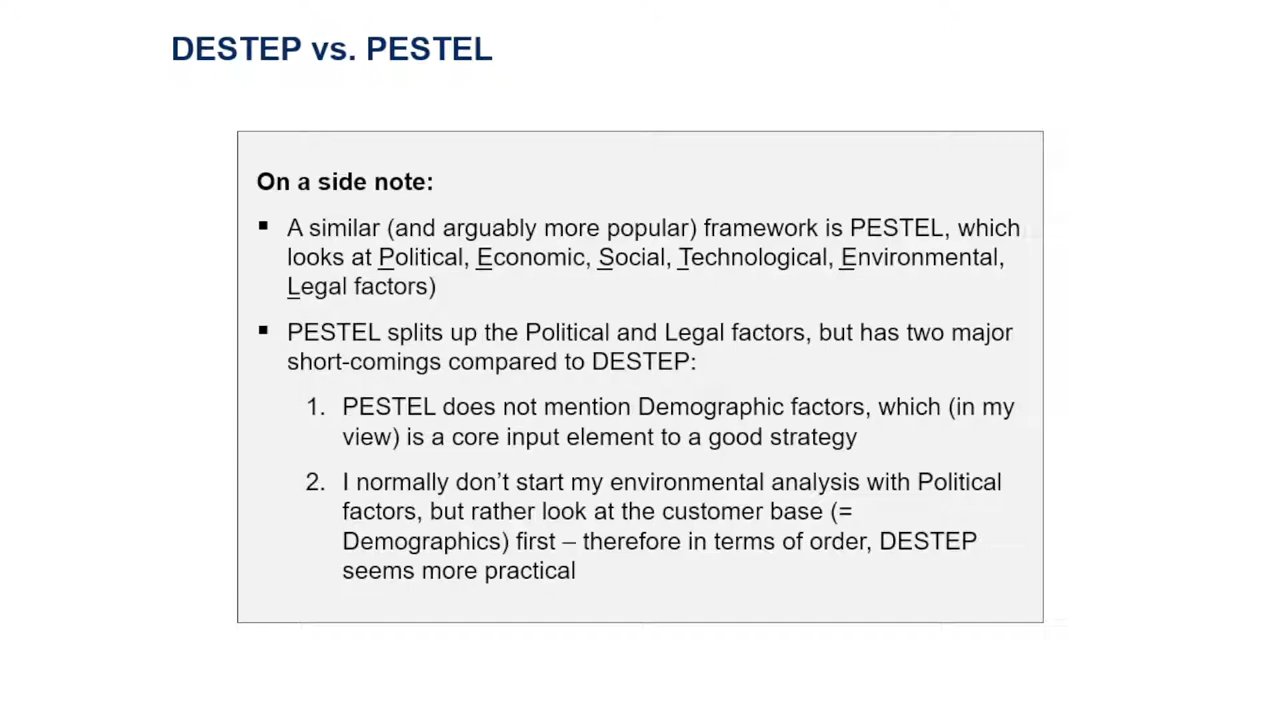 DESTEP vs. PESTEL
On a side note:
▪ A similar (and arguably more popular) framework is PESTEL, which
looks at Political, Economic, Social, Technological, Environmental,
Legal factors)
▪ PESTEL splits up the Political and Legal factors, but has two major
short-comings compared to DESTEP:
1. PESTEL does not mention Demographic factors, which (in my
view) is a core input element to a good strategy
2. I normally don’t start my environmental analysis with Political
factors, but rather look at the customer base (=
Demographics) first – therefore in terms of order, DESTEP
seems more practical